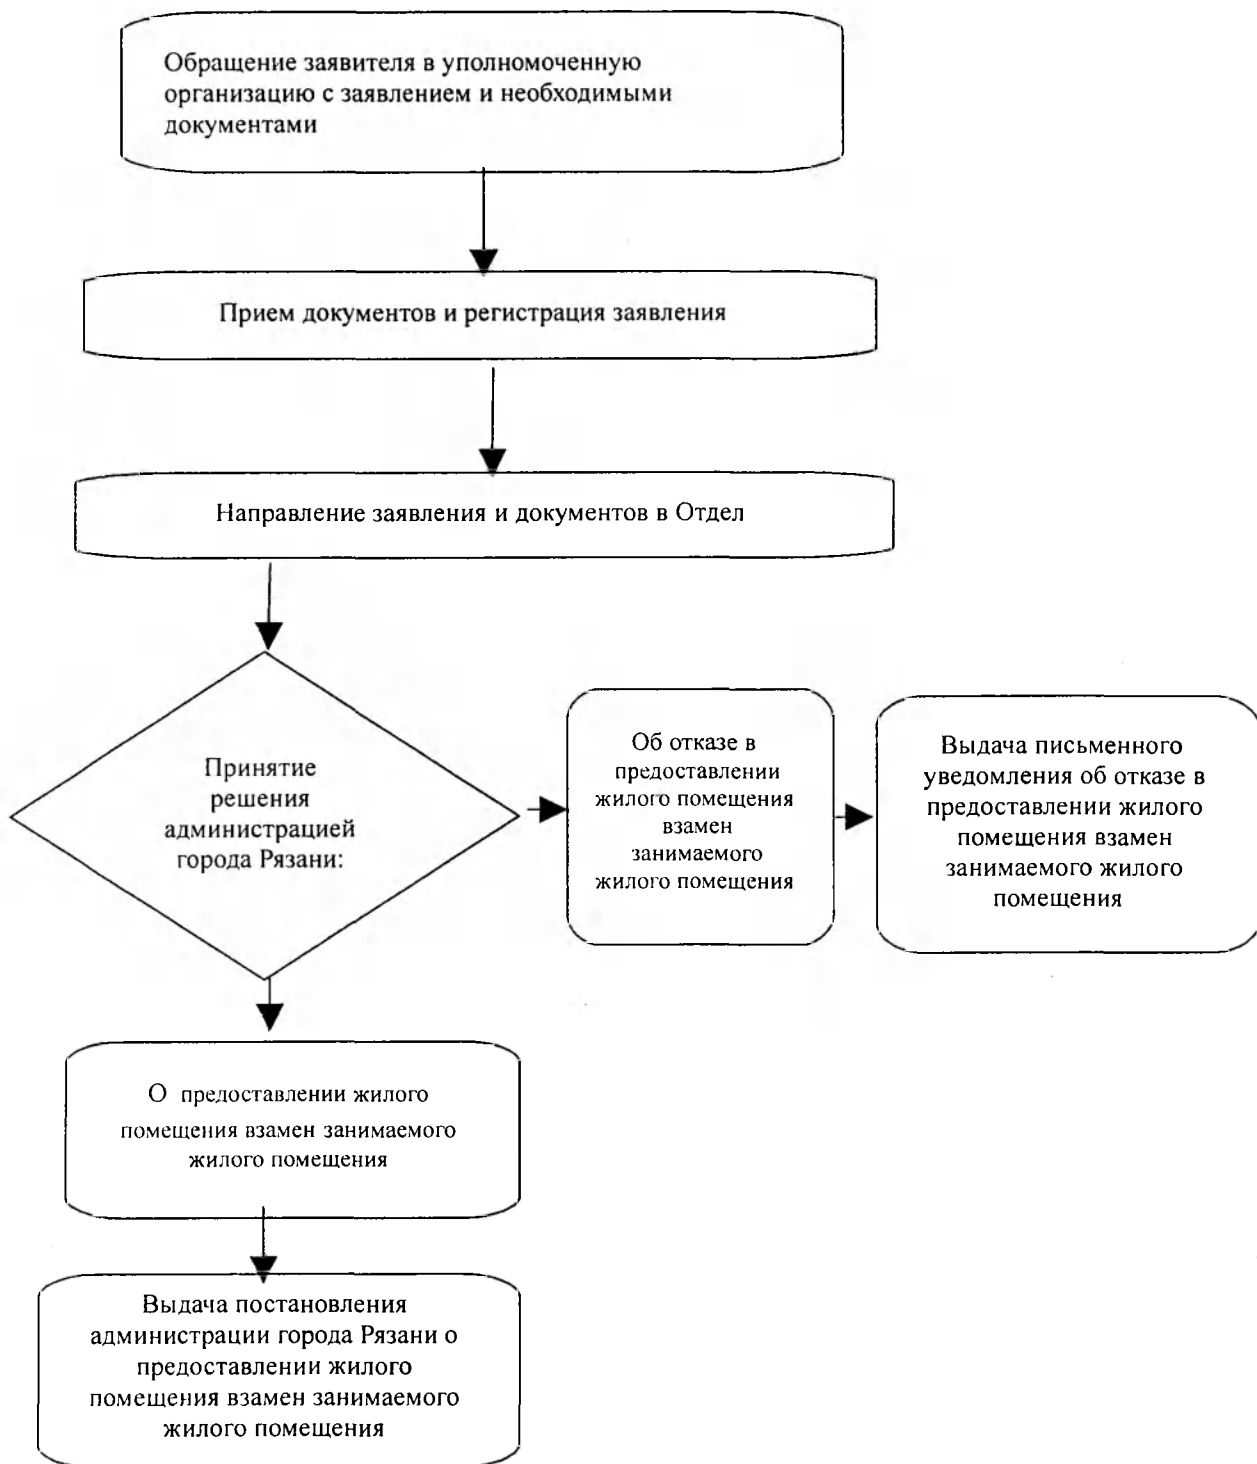 Обращение заявителя в уполномоченную
организацию с заявлением и необходимыми
документами
Прием документов и регистрация заявления
Направление заявления и документов в Отдел
Принятие
решения
администрацией
города Рязани:
Об отказе в
предоставлении
жилого помещения
взамен
занимаемого
жилого помещения
Выдача письменного
уведомления об отказе в
предоставлении жилого
помещения взамен
занимаемого жилого
помещения
О предоставлении жилого
помещения взамен занимаемого
жилого помещения
Выдача постановления
администрации города Рязани о
предоставлении жилого
помещения взамен занимаемого
жилого помещения